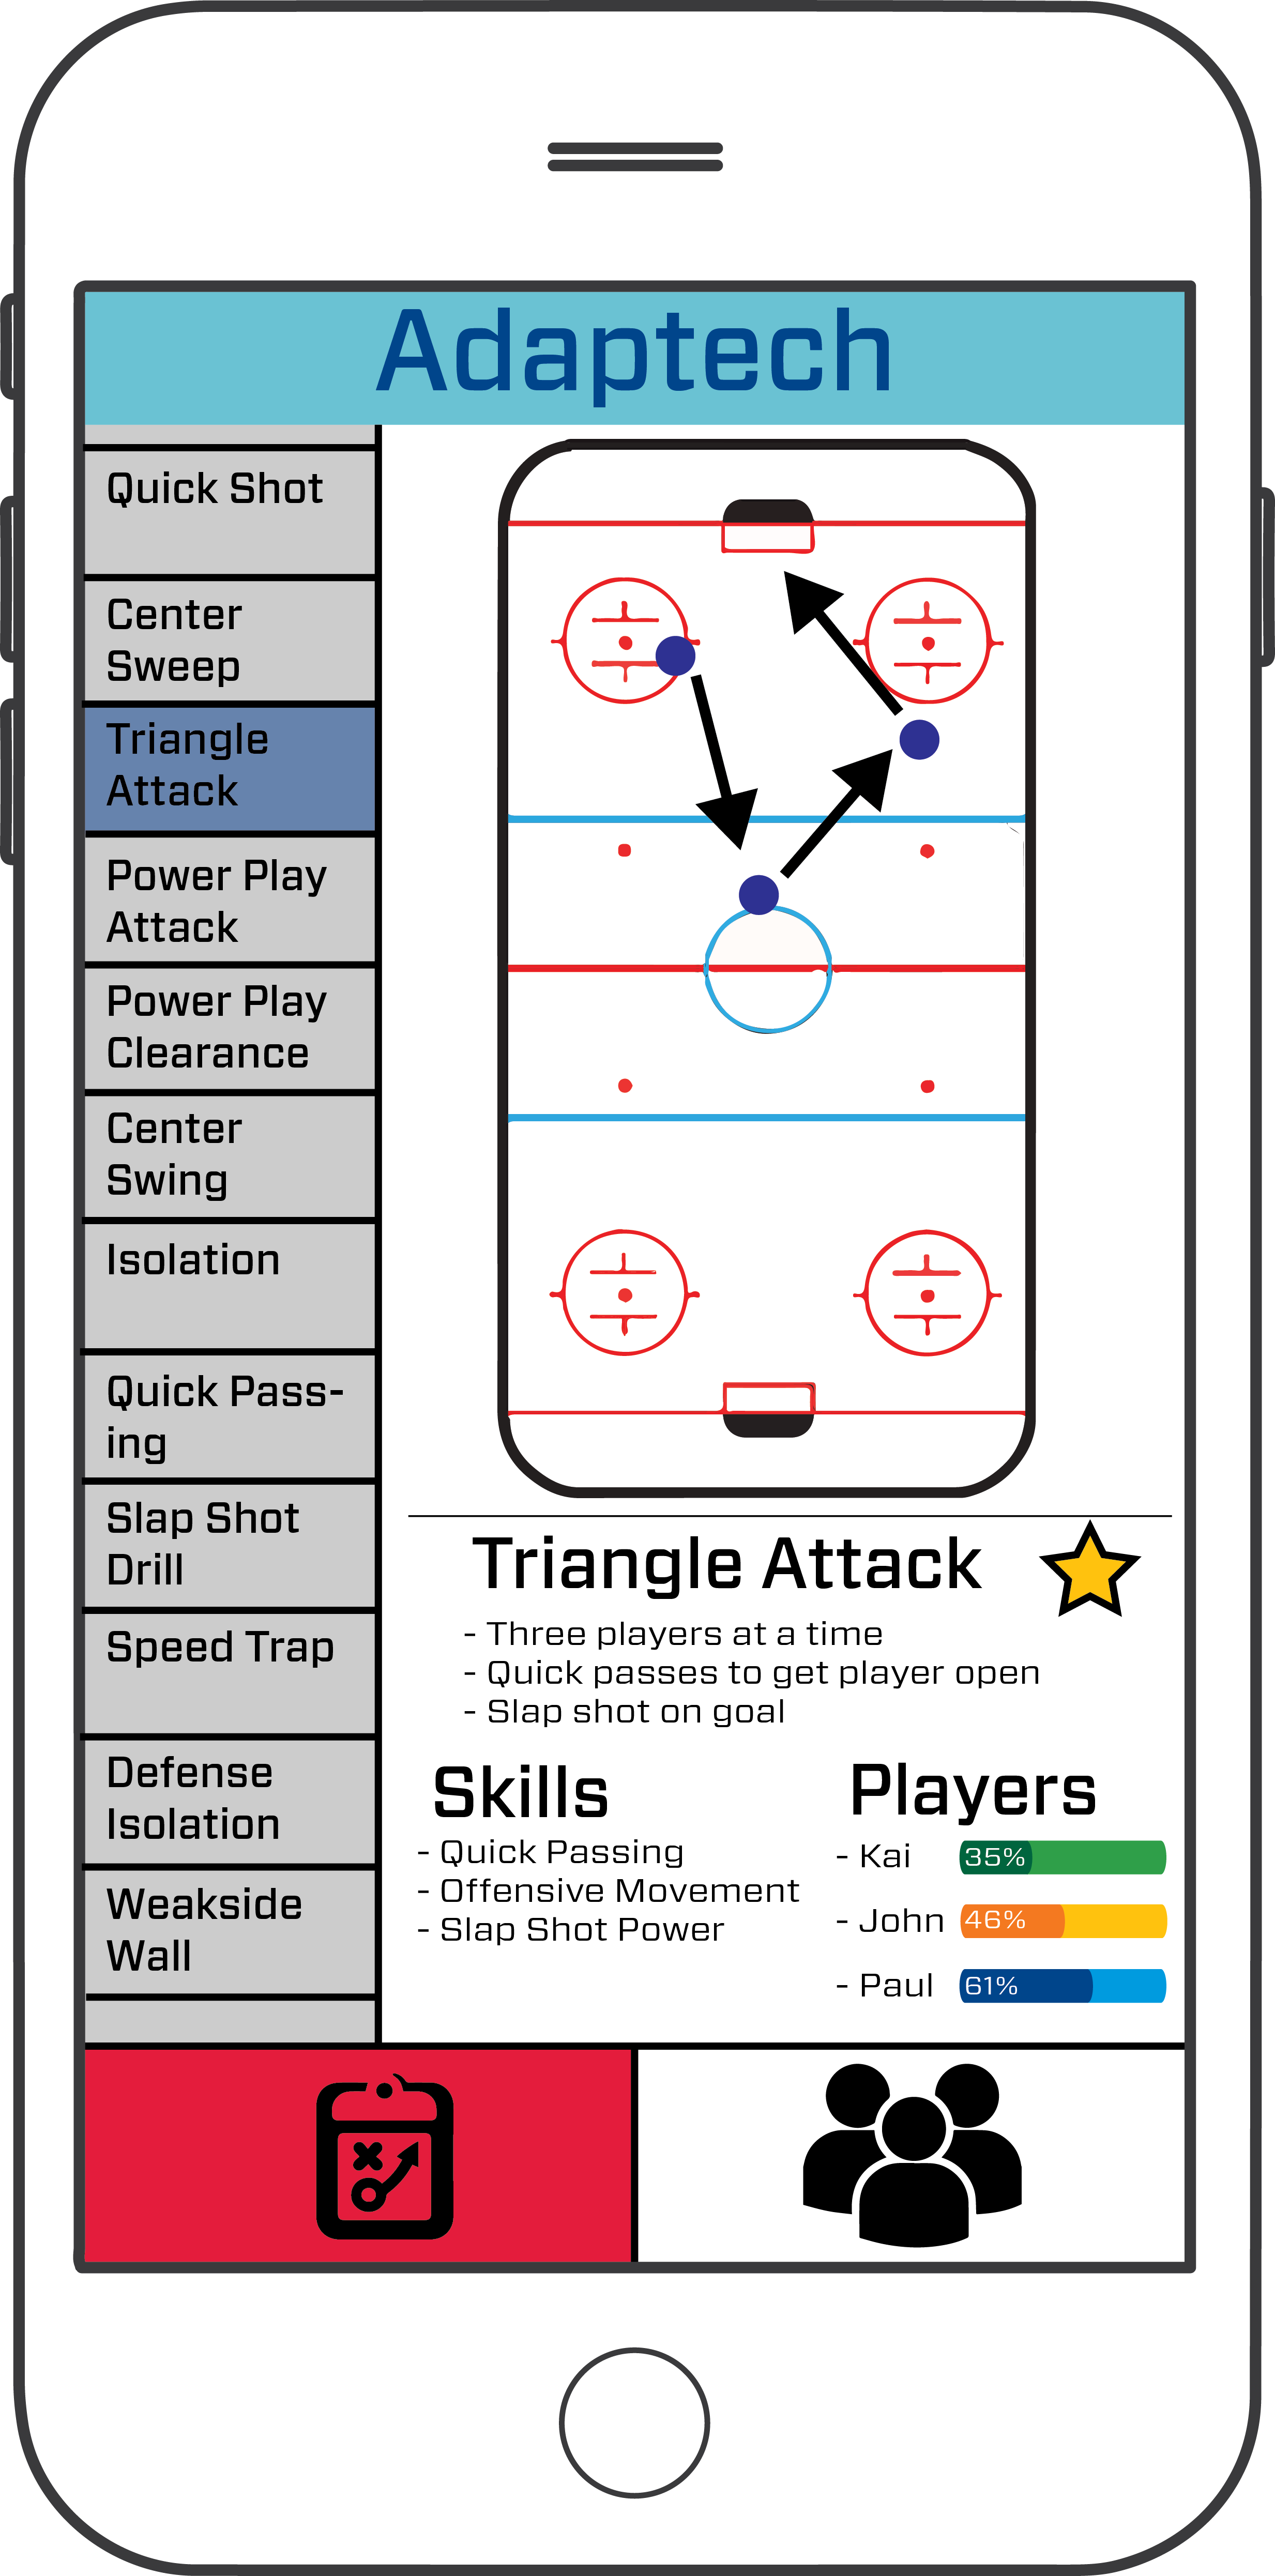 Adaptech
Quick Shot
Center
Sweep
Triangle
Attack
Power Play
Attack
Power Play
Clearance
Center
Swing
Isolation
Quick Pass-
ing
Slap Shot
Drill
Speed Trap
Defense
Isolation
Weakside
Wall
Triangle Attack
- Three players at a time
- Quick passes to get player open
- Slap shot on goal
Skills
- Quick Passing
- Offensive Movement
- Slap Shot Power
Players
- Kai 35%
- John 46%
- Paul 61%